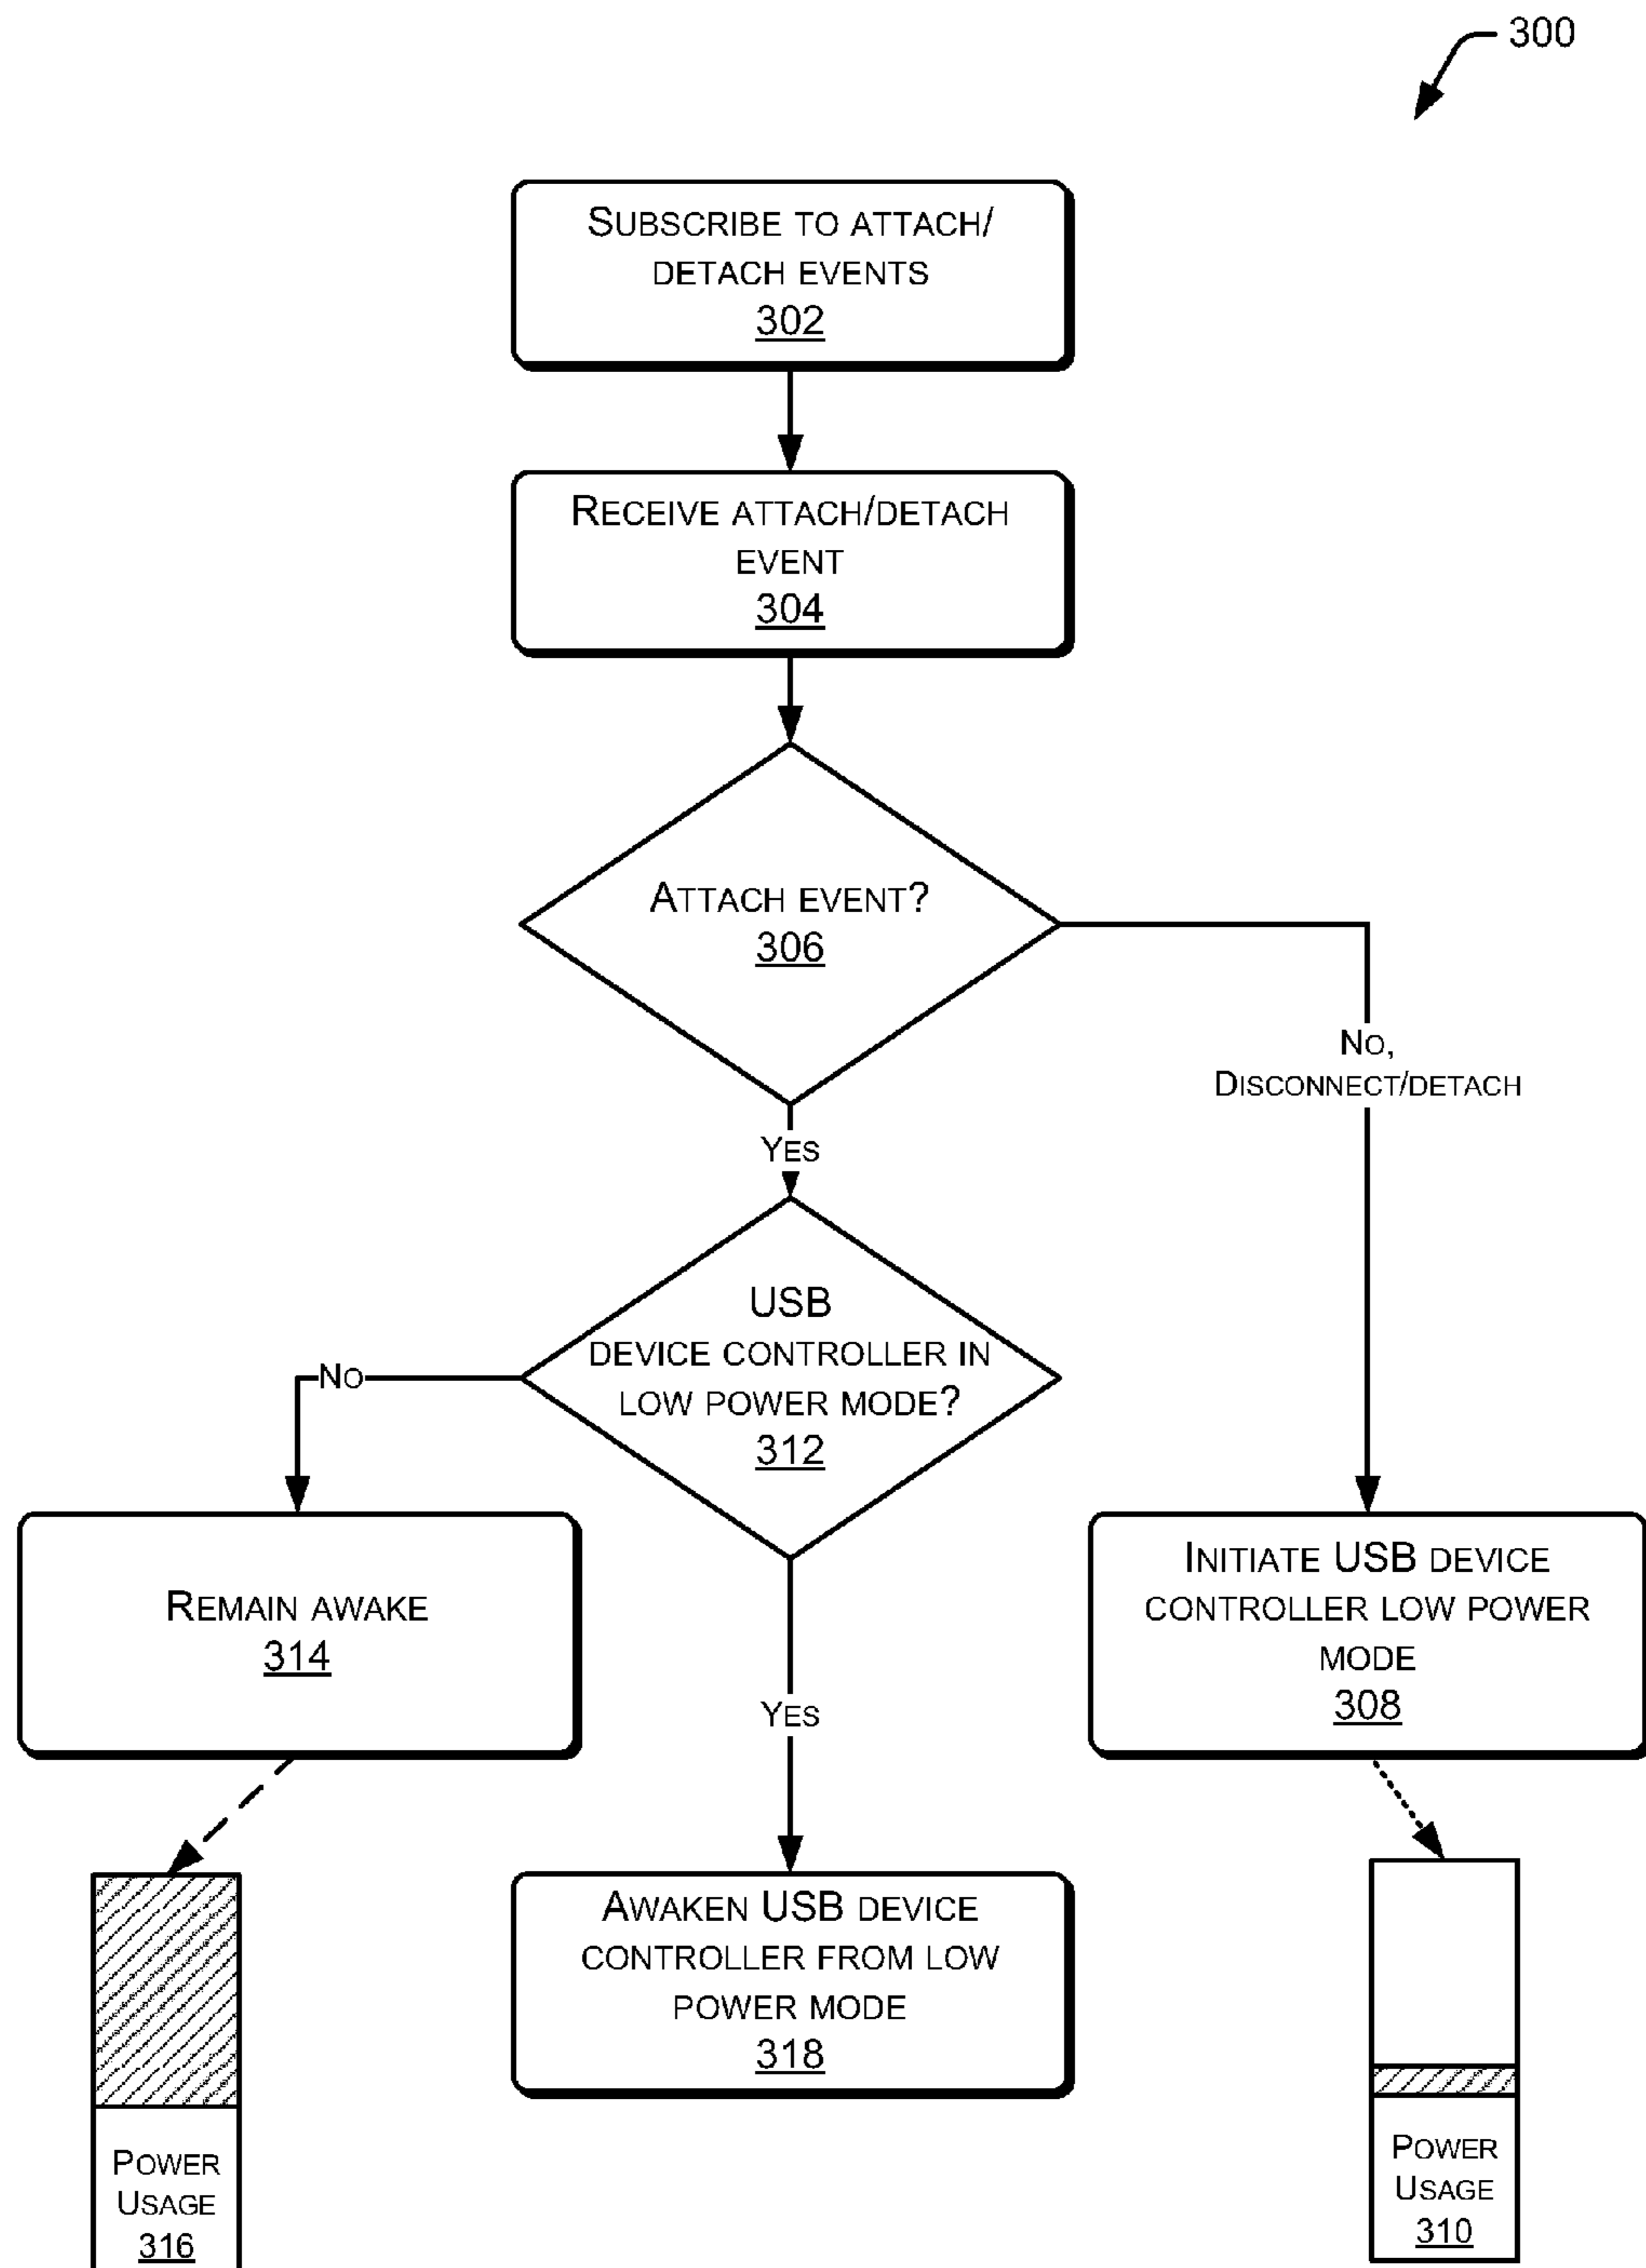 300
SUBSCRIBE TO ATTACH/
DETACH EVENTS
302
RECEIVE ATTACH/DETACH
EVENT
304
ATTACH EVENT?
306
NO,
DISCONNECT/DETACH
YES
USB
DEVICE CONTROLLER IN
LOW POWER MODE?
312
NO
REMAIN AWAKE
314
INITIATE USB DEVICE
CONTROLLER LOW POWER
MODE
308
YES
AWAKEN USB DEVICE
CONTROLLER FROM LOW
POWER MODE
318
POWER
USAGE
316
POWER
USAGE
310